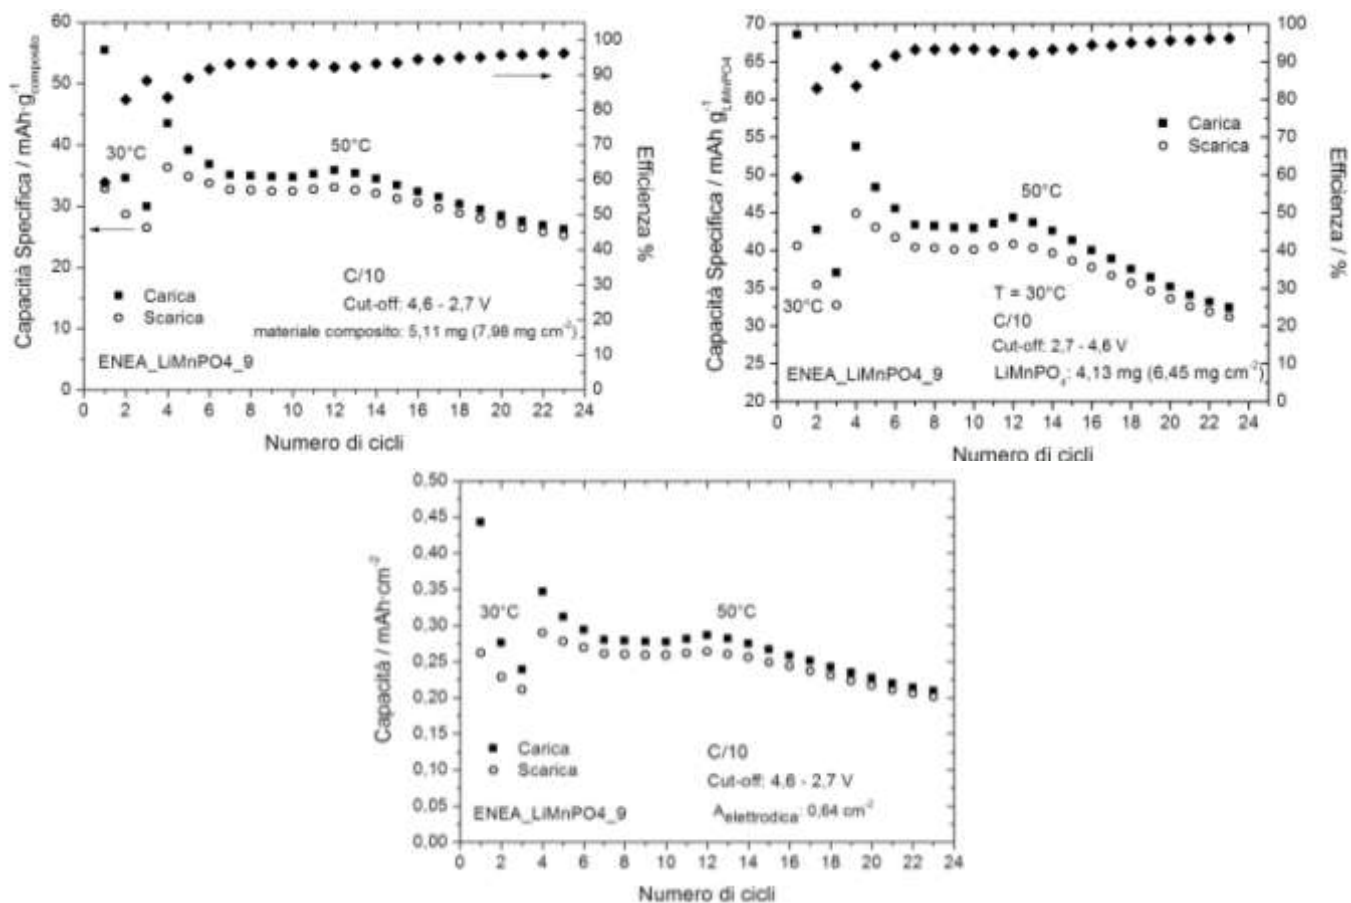 60
50
40
30
20
10
0
Capacità Specifica / mAh·g⁻¹composito
100
90
80
70
60
50
40
30
20
10
0
Efficienza %
30°C
50°C
Carica
Scarica
C/10
Cut-off: 4,6 - 2,7 V
materiale composito: 5,11 mg (7,98 mg cm⁻²)
ENEA_LiMnPO4_9
0 2 4 6 8 10 12 14 16 18 20 22 24
Numero di cicli
70
65
60
55
50
45
40
35
30
25
20
Capacità Specifica / mAh g⁻¹LiMnPO4
100
90
80
70
60
50
40
30
20
10
0
Efficienza / %
Carica
Scarica
50°C
30°C
T = 30°C
C/10
Cut-off: 2,7 - 4,6 V
LiMnPO₄: 4,13 mg (6,45 mg cm⁻²)
ENEA_LiMnPO4_9
0 2 4 6 8 10 12 14 16 18 20 22 24
Numero di cicli
0,50
0,45
0,40
0,35
0,30
0,25
0,20
0,15
0,10
0,05
0,00
Capacità / mAh·cm⁻²
30°C
50°C
Carica
Scarica
C/10
Cut-off: 4,6 - 2,7 V
Aelettrodica: 0,64 cm⁻²
ENEA_LiMnPO4_9
0 2 4 6 8 10 12 14 16 18 20 22 24
Numero di cicli